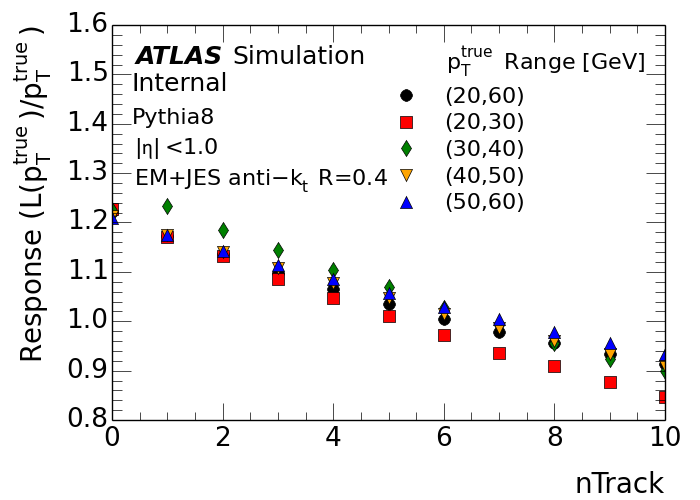 1.6
1.5
1.4
1.3
1.2
1.1
1.0
0.9
0.8
Response (L(p_T^true)/p_T^true)
ATLAS Simulation
Internal
Pythia8
|η| <1.0
EM+JES anti−k_t R=0.4
p_T^true Range [GeV]
(20,60)
(20,30)
(30,40)
(40,50)
(50,60)
0 2 4 6 8 10
nTrack